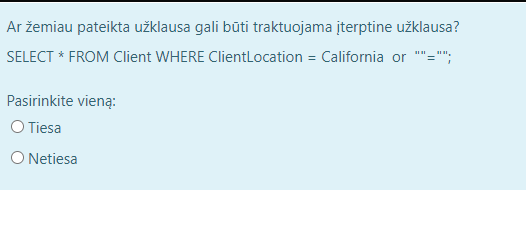 Ar žemiau pateikta užklausa gali būti traktuojama įterptine užklausa?
SELECT * FROM Client WHERE ClientLocation = California or ""="";
Pasirinkite vieną:
Tiesa
Netiesa